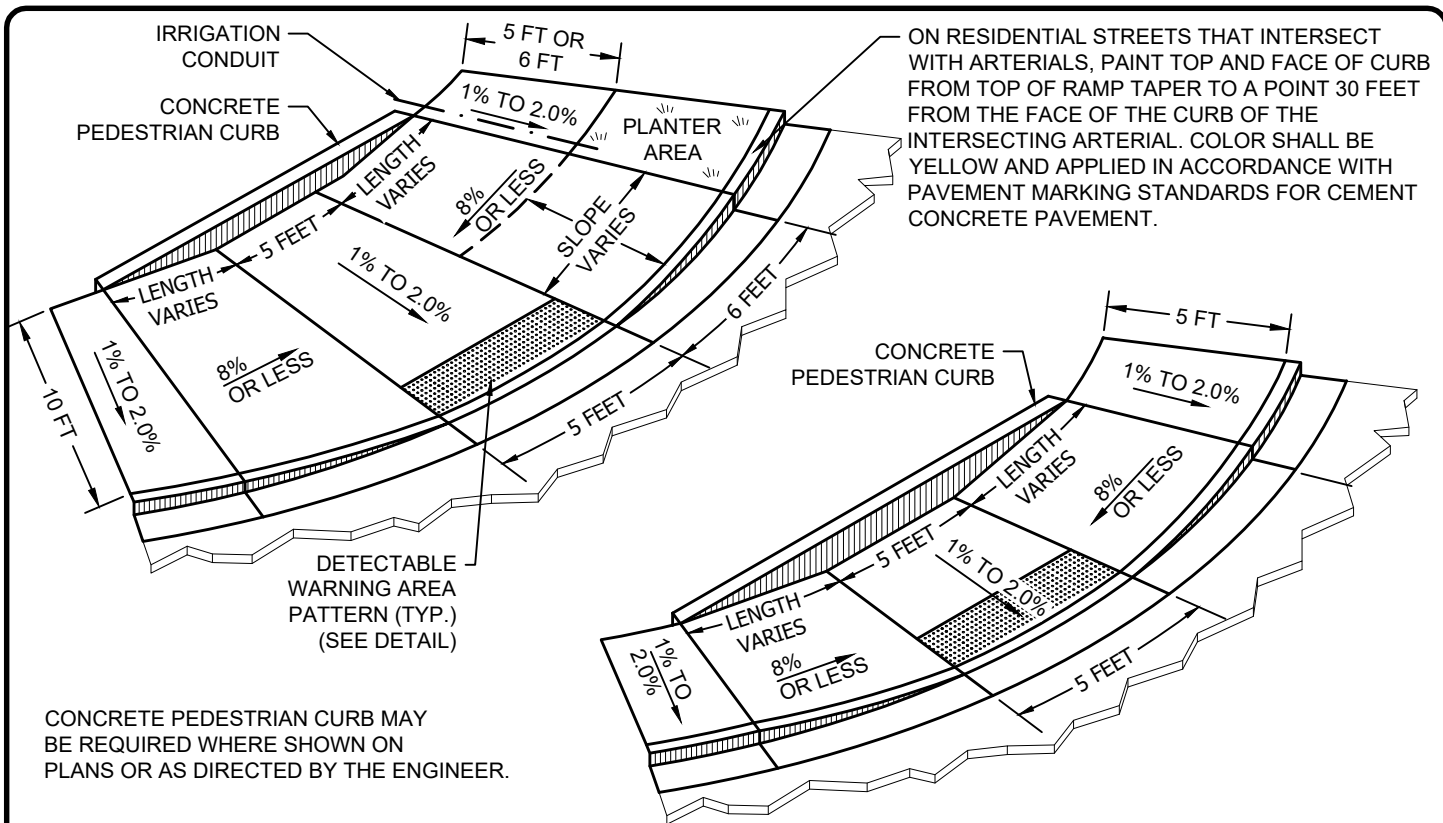 IRRIGATION
CONDUIT
CONCRETE
PEDESTRIAN CURB
5 FT OR
6 FT
1% TO 2.0%
PLANTER
AREA
ON RESIDENTIAL STREETS THAT INTERSECT
WITH ARTERIALS, PAINT TOP AND FACE OF CURB
FROM TOP OF RAMP TAPER TO A POINT 30 FEET
FROM THE FACE OF THE CURB OF THE
INTERSECTING ARTERIAL. COLOR SHALL BE
YELLOW AND APPLIED IN ACCORDANCE WITH
PAVEMENT MARKING STANDARDS FOR CEMENT
CONCRETE PAVEMENT.
LENGTH
VARIES
8%
OR LESS
SLOPE
VARIES
5 FEET
1% TO 2.0%
LENGTH
VARIES
8%
OR LESS
6 FEET
5 FEET
1% TO 2.0%
10 FT
DETECTABLE
WARNING AREA
PATTERN (TYP.)
(SEE DETAIL)
CONCRETE PEDESTRIAN CURB MAY
BE REQUIRED WHERE SHOWN ON
PLANS OR AS DIRECTED BY THE ENGINEER.
5 FT
CONCRETE
PEDESTRIAN CURB
1% TO 2.0%
LENGTH
VARIES
8%
OR LESS
5 FEET
1% TO 2.0%
LENGTH
VARIES
8%
OR LESS
1% TO
2.0%
5 FEET